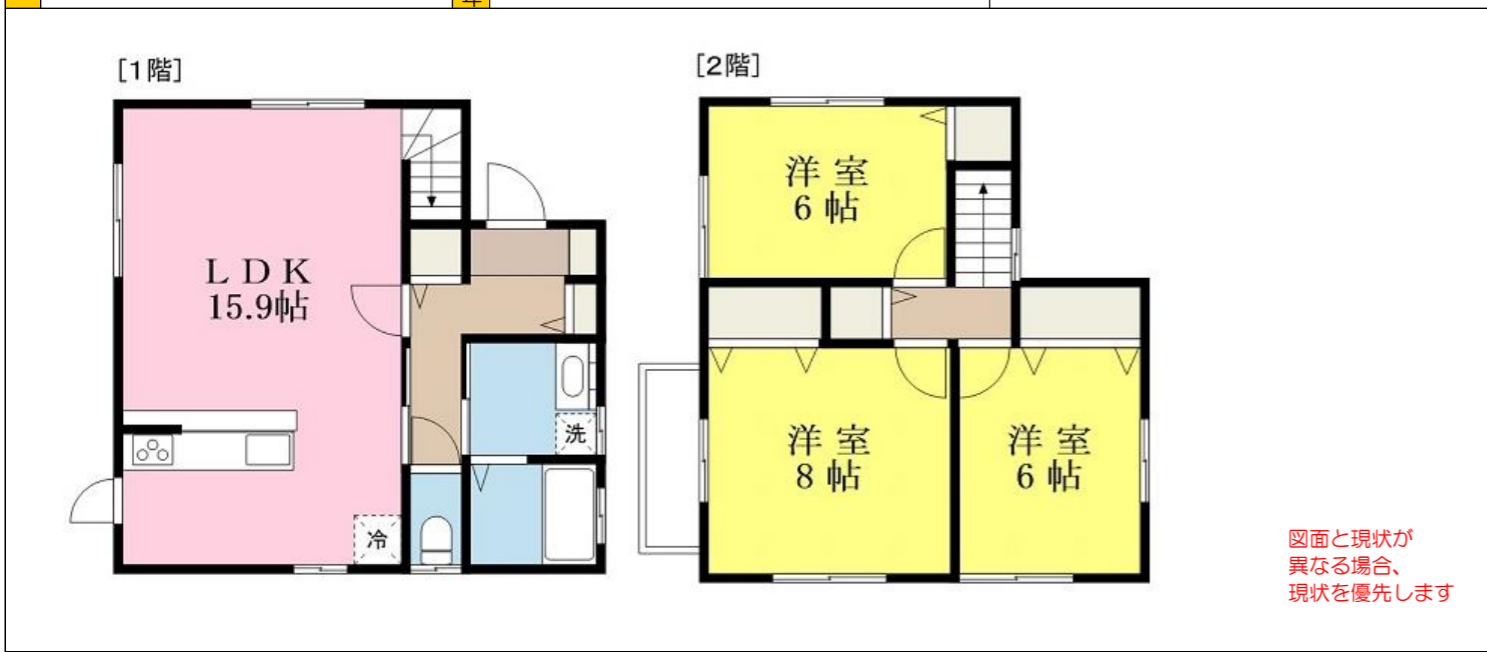 [1階]
[2階]
LDK
15.9帖
洗
冷
洋室
6帖
洋室
8帖
洋室
6帖
図面と現状が
異なる場合、
現状を優先します